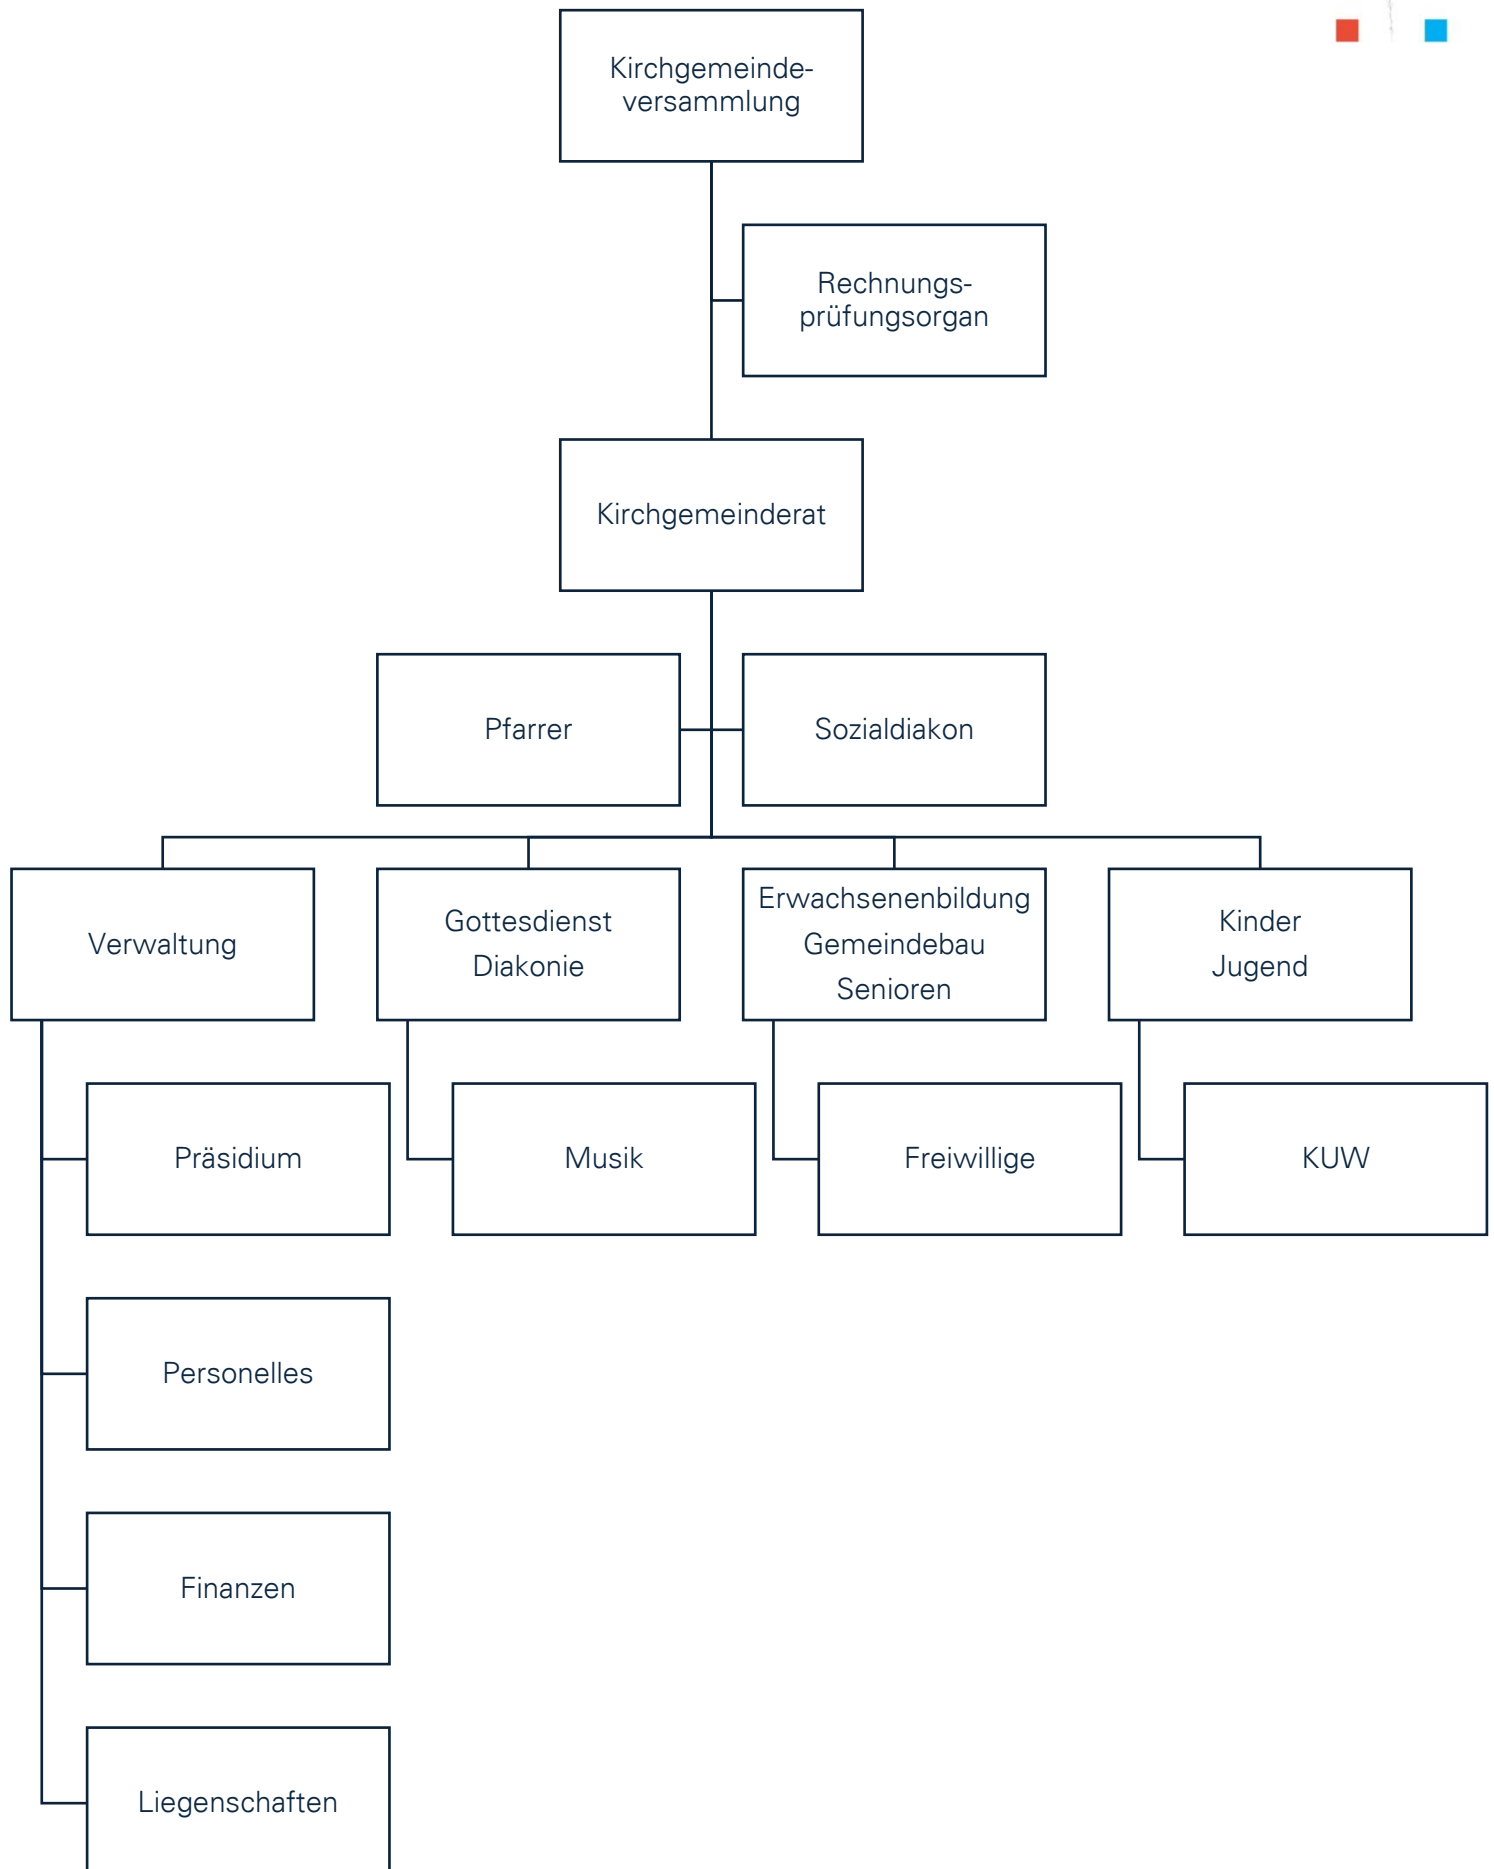 Kirchgemeinde-
versammlung
Rechnungs-
prüfungsorgan
Kirchgemeinderat
Pfarrer
Sozialdiakon
Verwaltung
Gottesdienst
Diakonie
Erwachsenenbildung
Gemeindebau
Senioren
Kinder
Jugend
Präsidium
Musik
Freiwillige
KUW
Personelles
Finanzen
Liegenschaften